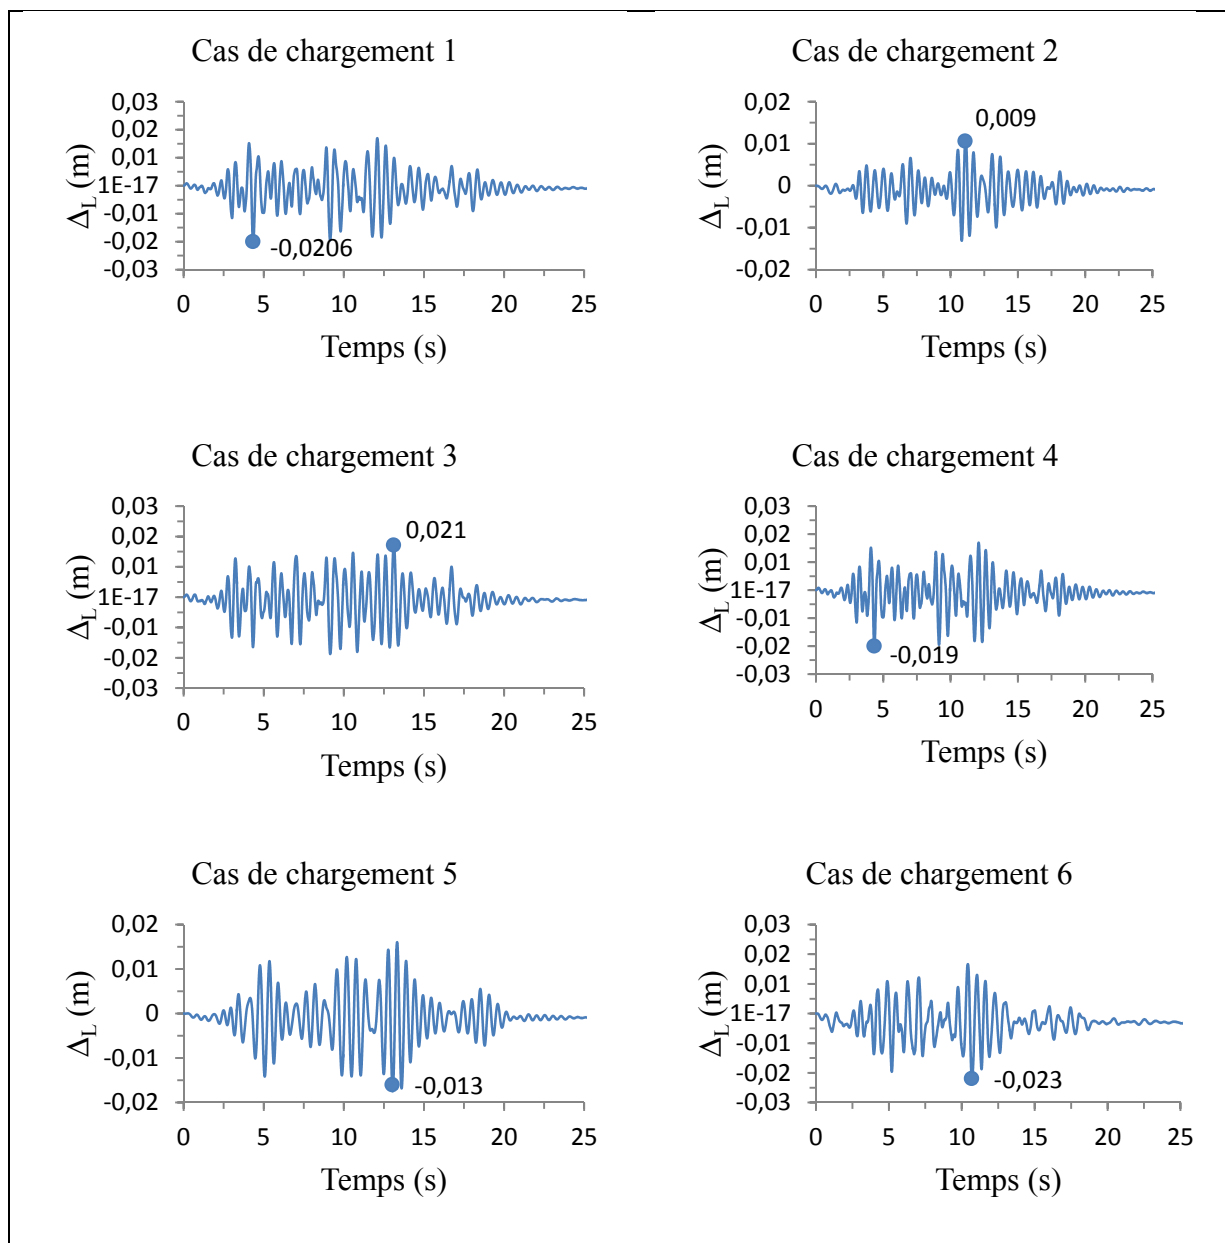 Cas de chargement 1
0,03
0,02
0,01
1E-17
-0,01
-0,02
-0,03
Δ_L (m)
-0,0206
0 5 10 15 20 25
Temps (s)
Cas de chargement 2
0,02
0,01
0
-0,01
-0,02
Δ_L (m)
0,009
0 5 10 15 20 25
Temps (s)
Cas de chargement 3
0,03
0,02
0,01
1E-17
-0,01
-0,02
-0,03
Δ_L (m)
0,021
0 5 10 15 20 25
Temps (s)
Cas de chargement 4
0,03
0,02
0,01
1E-17
-0,01
-0,02
-0,03
Δ_L (m)
-0,019
0 5 10 15 20 25
Temps (s)
Cas de chargement 5
0,02
0,01
0
-0,01
-0,02
Δ_L (m)
-0,013
0 5 10 15 20 25
Temps (s)
Cas de chargement 6
0,03
0,02
0,01
1E-17
-0,01
-0,02
-0,03
Δ_L (m)
-0,023
0 5 10 15 20 25
Temps (s)